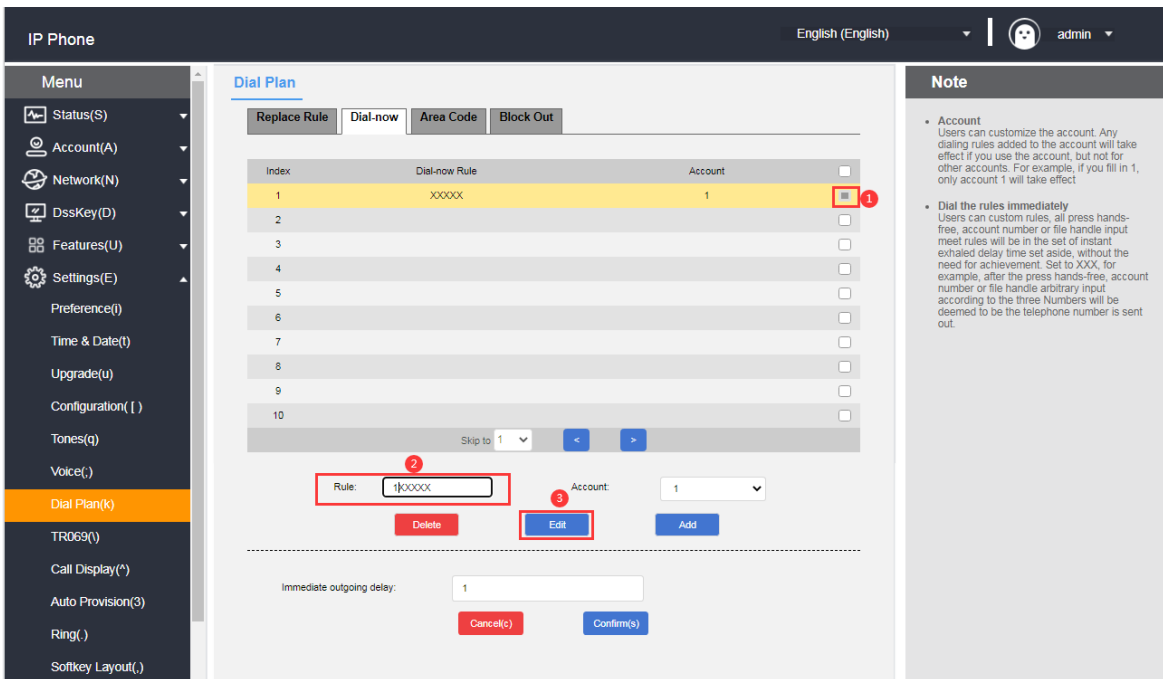 IP Phone
English (English)
admin
Menu
Status(S)
Account(A)
Network(N)
DssKey(D)
Features(U)
Settings(E)
Preference(i)
Time & Date(t)
Upgrade(u)
Configuration( [ )
Tones(q)
Voice(;)
Dial Plan(k)
TR069(\)
Call Display(^)
Auto Provision(3)
Ring(.)
Softkey Layout(,)
Dial Plan
Replace Rule Dial-now Area Code Block Out
Index Dial-now Rule Account
1 XXXXX 1
1
2
3
4
5
6
7
8
9
10
Skip to 1 < >
2
Rule: 1XXXXX Account: 1
3
Delete Edit Add
Immediate outgoing delay: 1
Cancel(c) Confirm(s)
Note
Account
Users can customize the account. Any
dialing rules added to the account will take
effect if you use the account, but not for
other accounts. For example, if you fill in 1,
only account 1 will take effect
Dial the rules immediately
Users can custom rules, all press hands-
free, account number or file handle input
meet rules will be in the set of instant
exhaled delay time set aside, without the
need for achievement. Set to XXX, for
example, after the press hands-free, account
number or file handle arbitrary input
according to the three Numbers will be
deemed to be the telephone number is sent
out.